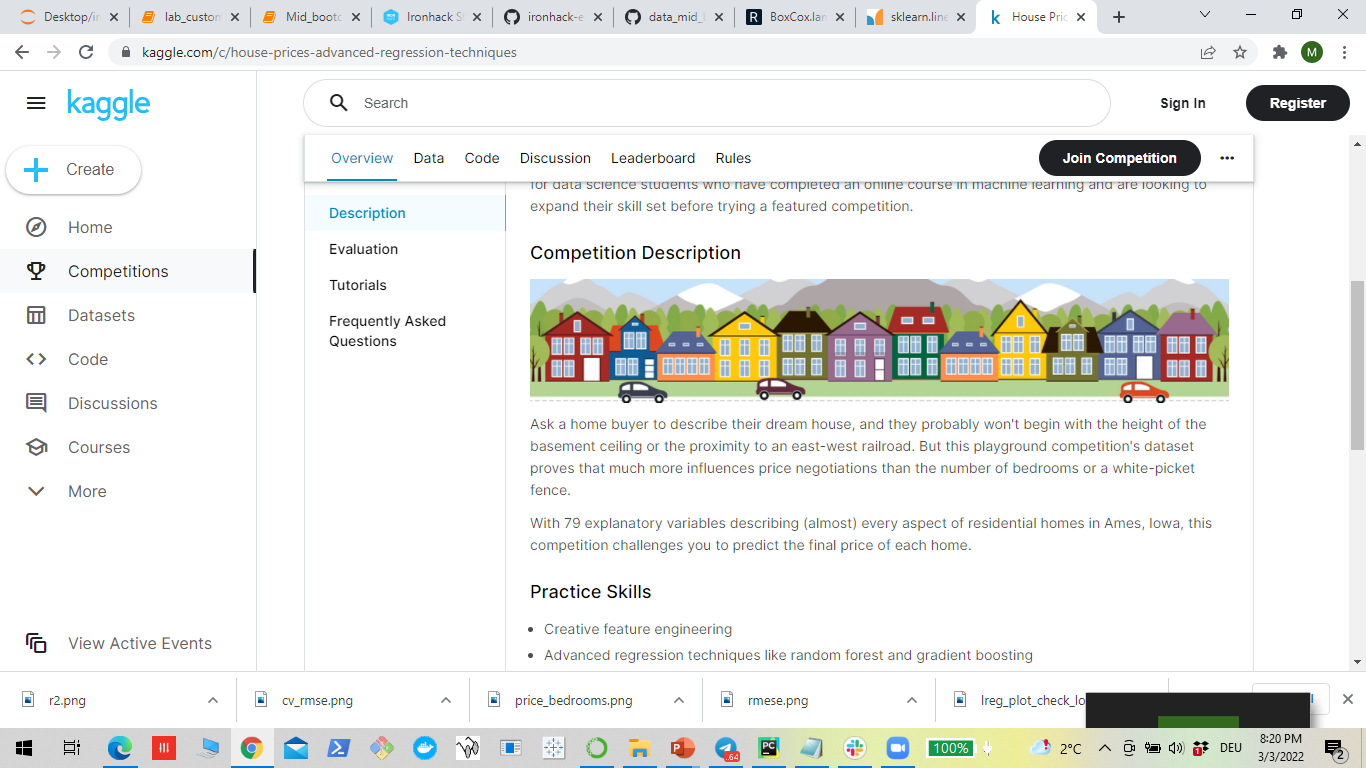 Desktop/ir
lab_custon
Mid_bootc
Ironhack S
ironhack-e
data_mid_
BoxCox.lan
sklearn.line
House Pric
kaggle.com/c/house-prices-advanced-regression-techniques
M
kaggle
Search
Sign In
Register
Create
Overview
Data
Code
Discussion
Leaderboard
Rules
Join Competition
for data science students who have completed an online course in machine learning and are looking to
expand their skill set before trying a featured competition.
Home
Competitions
Datasets
Code
Discussions
Courses
More
View Active Events
Description
Evaluation
Tutorials
Frequently Asked
Questions
Competition Description
Ask a home buyer to describe their dream house, and they probably won't begin with the height of the
basement ceiling or the proximity to an east-west railroad. But this playground competition's dataset
proves that much more influences price negotiations than the number of bedrooms or a white-picket
fence.
With 79 explanatory variables describing (almost) every aspect of residential homes in Ames, Iowa, this
competition challenges you to predict the final price of each home.
Practice Skills
Creative feature engineering
Advanced regression techniques like random forest and gradient boosting
r2.png
cv_rmse.png
price_bedrooms.png
rmese.png
lreg_plot_check_lo
64
100%
2°C
1
DEU
8:20 PM
3/3/2022
2